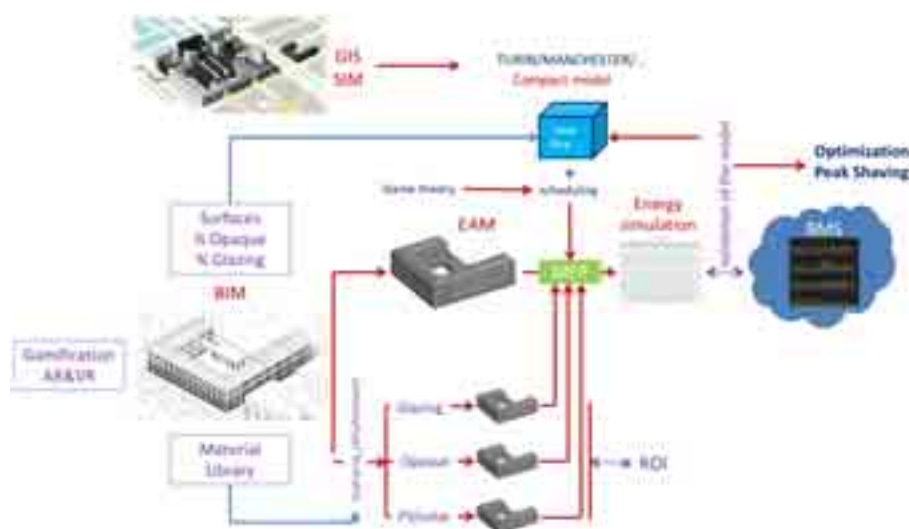 GIS
SIM
TURIN/MANCHESTER/...
Compact model
Optimization
Peak Shaving
Game theory
scheduling
+
Surfaces
% Opaque
% Glazing
EAM
Energy
simulation
BIM
Gamification
AR&VR
Material
Library
Glazing
Opaque
ROI